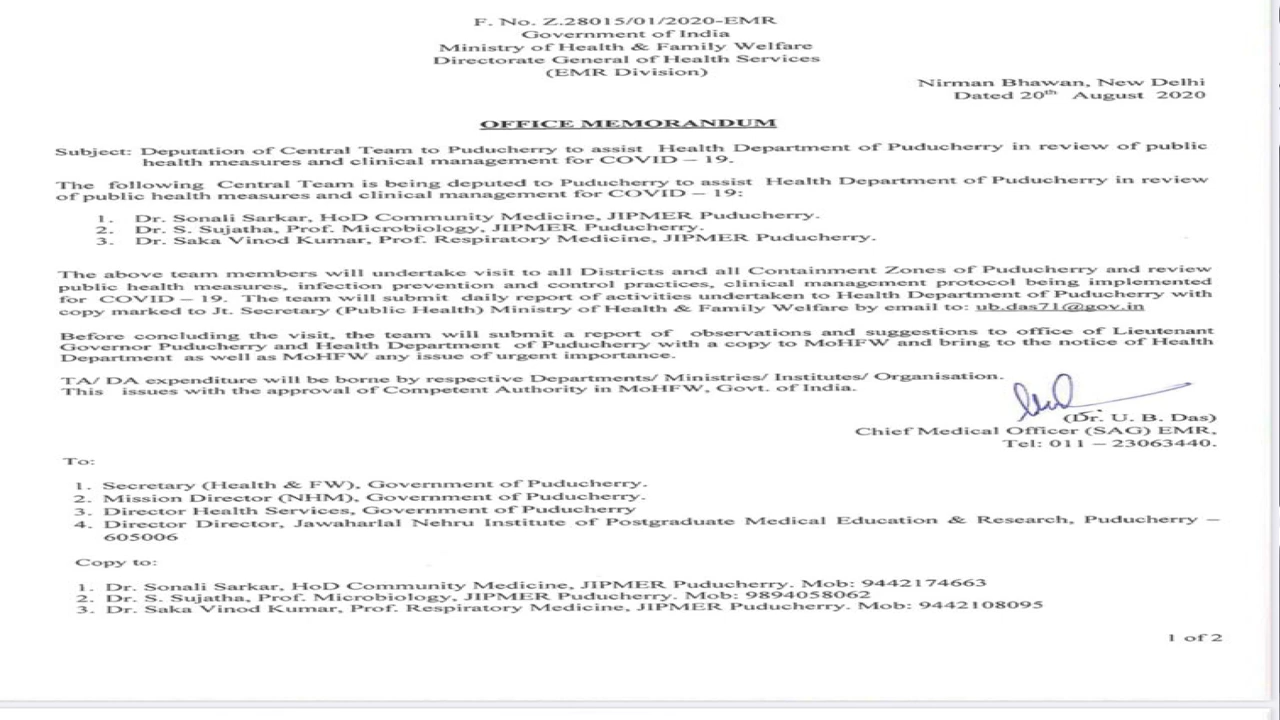 F. No. Z.28015/01/2020-EMR
Government of India
Ministry of Health & Family Welfare
Directorate General of Health Services
(EMR Division)
Nirman Bhawan, New Delhi
Dated 20th August 2020
OFFICE MEMORANDUM
Subject: Deputation of Central Team to Puducherry to assist Health Department of Puducherry in review of public
health measures and clinical management for COVID – 19.
The following Central Team is being deputed to Puducherry to assist Health Department of Puducherry in review
of public health measures and clinical management for COVID – 19:
1. Dr. Sonali Sarkar, HoD Community Medicine, JIPMER Puducherry.
2. Dr. S. Sujatha, Prof. Microbiology, JIPMER Puducherry.
3. Dr. Saka Vinod Kumar, Prof. Respiratory Medicine, JIPMER Puducherry.
The above team members will undertake visit to all Districts and all Containment Zones of Puducherry and review
public health measures, infection prevention and control practices, clinical management protocol being implemented
for COVID – 19. The team will submit daily report of activities undertaken to Health Department of Puducherry with
copy marked to Jt. Secretary (Public Health) Ministry of Health & Family Welfare by email to: ub.das71@gov.in
Before concluding the visit, the team will submit a report of observations and suggestions to office of Lieutenant
Governor Puducherry and Health Department of Puducherry with a copy to MoHFW and bring to the notice of Health
Department as well as MoHFW any issue of urgent importance.
TA/ DA expenditure will be borne by respective Departments/ Ministries/ Institutes/ Organisation.
This issues with the approval of Competent Authority in MoHFW, Govt. of India.
(Dr. U. B. Das)
Chief Medical Officer (SAG) EMR.
Tel: 011 – 23063440.
To:
1. Secretary (Health & FW), Government of Puducherry.
2. Mission Director (NHM), Government of Puducherry.
3. Director Health Services, Government of Puducherry
4. Director Director, Jawaharlal Nehru Institute of Postgraduate Medical Education & Research, Puducherry –
605006
Copy to:
1. Dr. Sonali Sarkar, HoD Community Medicine, JIPMER Puducherry. Mob: 9442174663
2. Dr. S. Sujatha, Prof. Microbiology, JIPMER Puducherry. Mob: 9894058062
3. Dr. Saka Vinod Kumar, Prof. Respiratory Medicine, JIPMER Puducherry. Mob: 9442108095
1 of 2